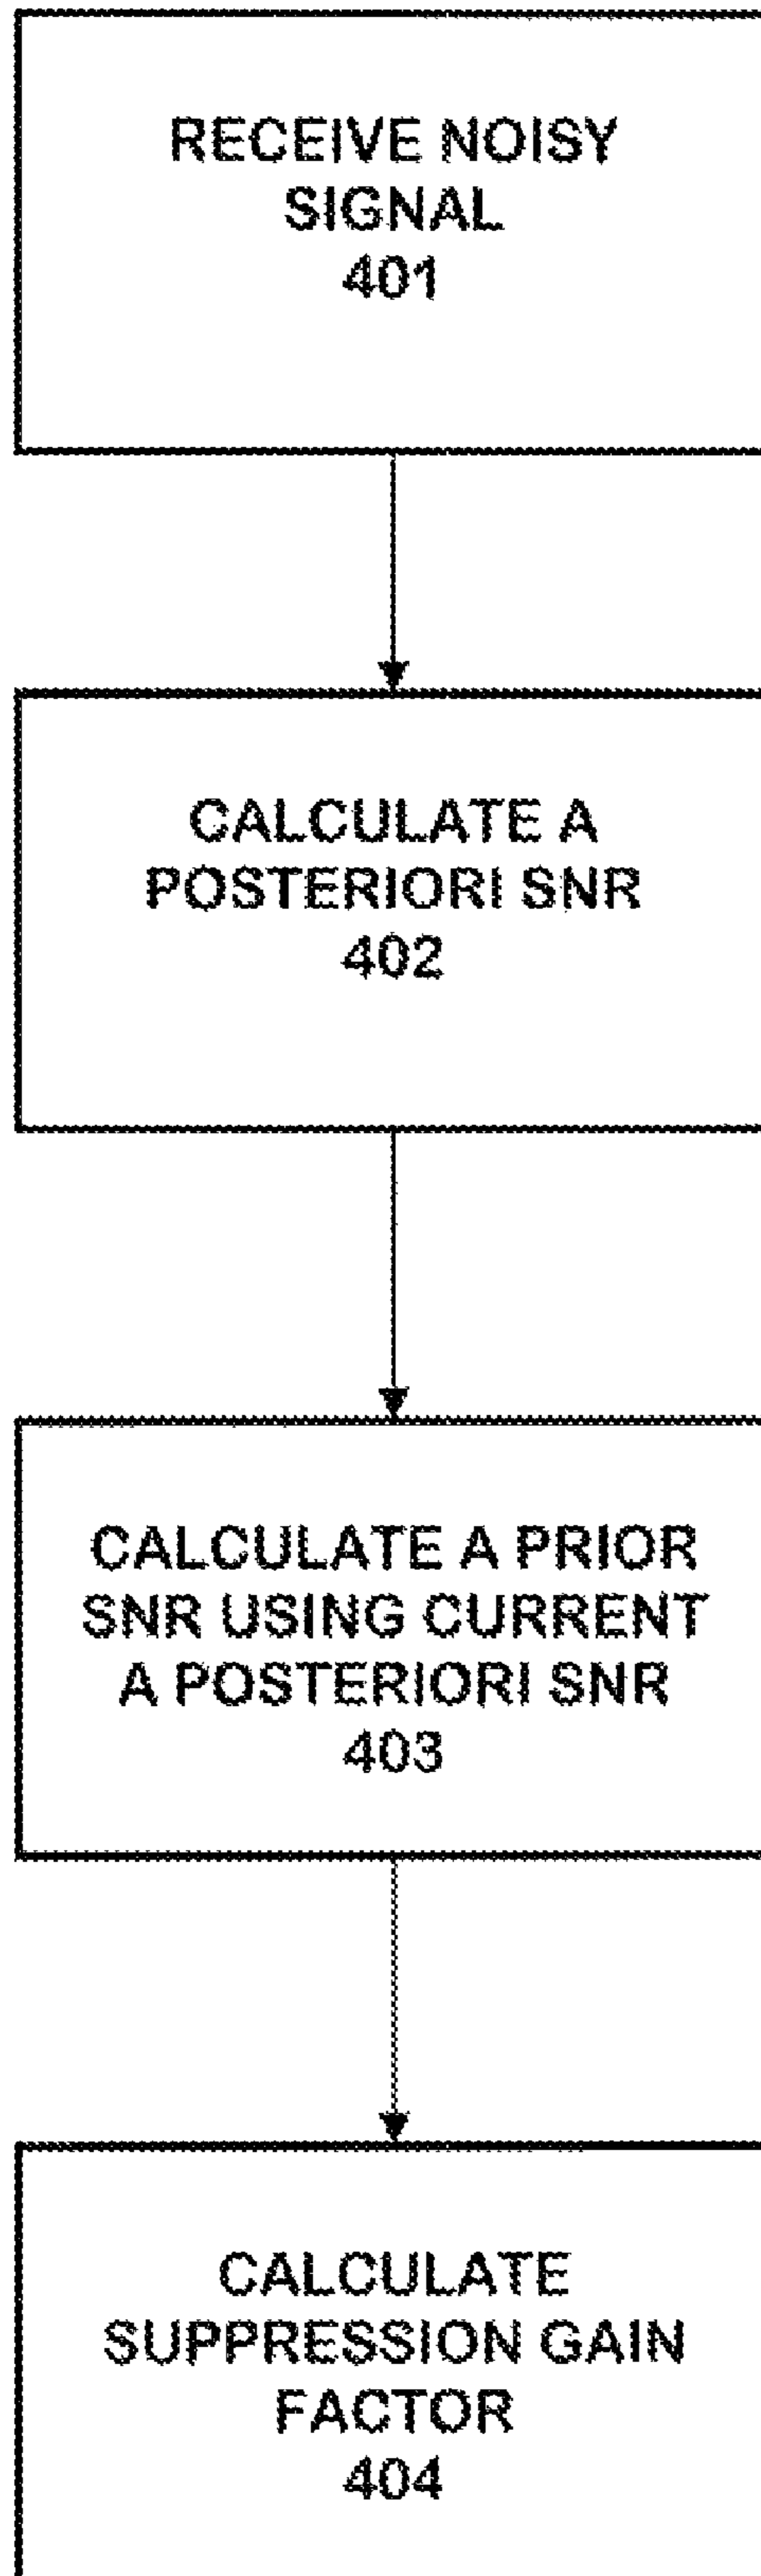 RECEIVE NOISY
SIGNAL
401
CALCULATE A
POSTERIORI SNR
402
CALCULATE A PRIOR
SNR USING CURRENT
A POSTERIORI SNR
403
CALCULATE
SUPPRESSION GAIN
FACTOR
404